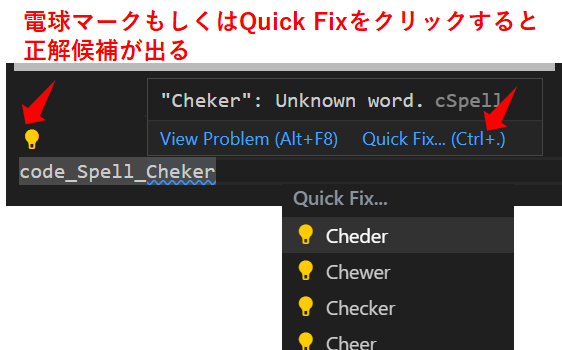 電球マークもしくはQuick Fixをクリックすると
正解候補が出る
"Cheker": Unknown word. cSpell
View Problem (Alt+F8) Quick Fix... (Ctrl+.)
code_Spell_Cheker
Quick Fix...
Cheder
Chewer
Checker
Cheer